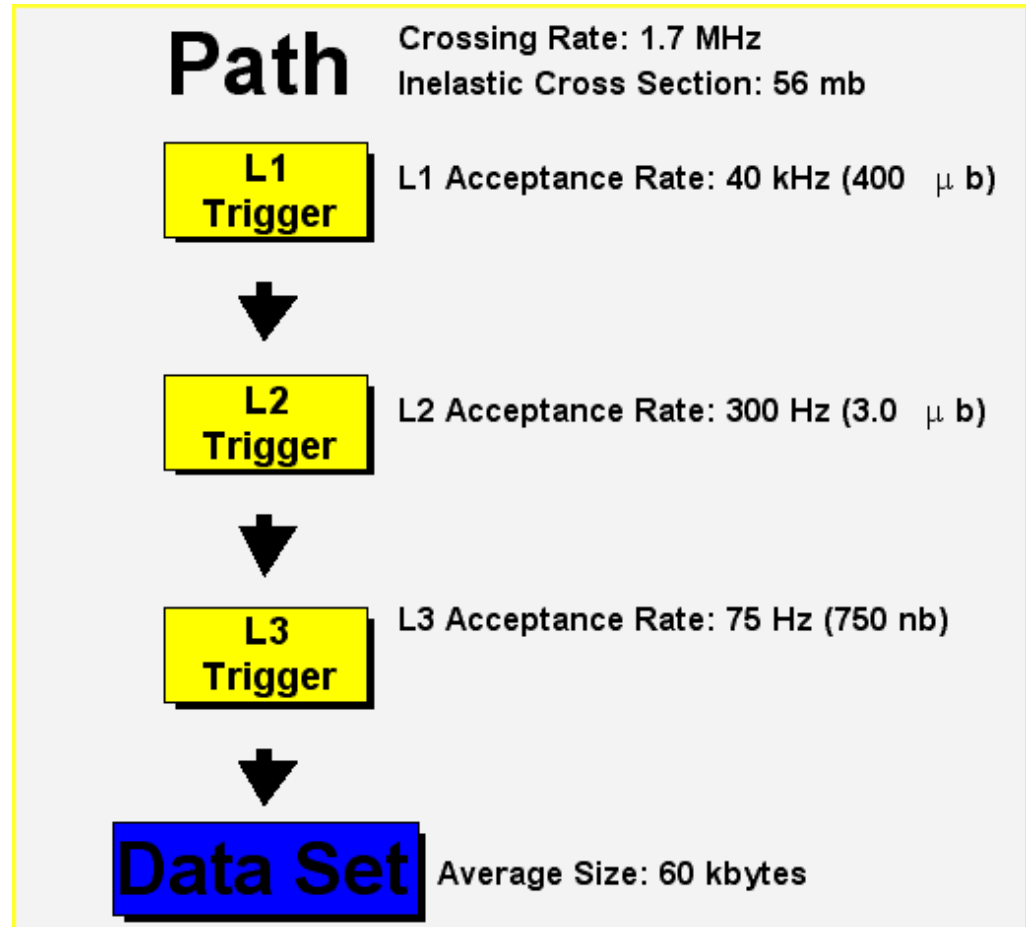 Path
Crossing Rate: 1.7 MHz
Inelastic Cross Section: 56 mb
L1
Trigger
L1 Acceptance Rate: 40 kHz (400 μ b)
L2
Trigger
L2 Acceptance Rate: 300 Hz (3.0 μ b)
L3
Trigger
L3 Acceptance Rate: 75 Hz (750 nb)
Data Set
Average Size: 60 kbytes